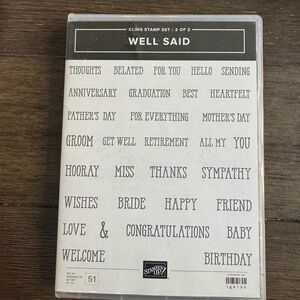 CLING STAMP SET • 2 OF 2
WELL SAID
THOUGHTS BELATED FOR YOU HELLO SENDING
ANNIVERSARY GRADUATION BEST HEARTFELT
FATHER'S DAY FOR EVERYTHING MOTHER'S DAY
GROOM GET WELL RETIREMENT ALL MY YOU
HOORAY MISS THANKS SYMPATHY
WISHES BRIDE HAPPY FRIEND
LOVE & CONGRATULATIONS BABY
WELCOME BIRTHDAY
51
STAMPIN' UP!